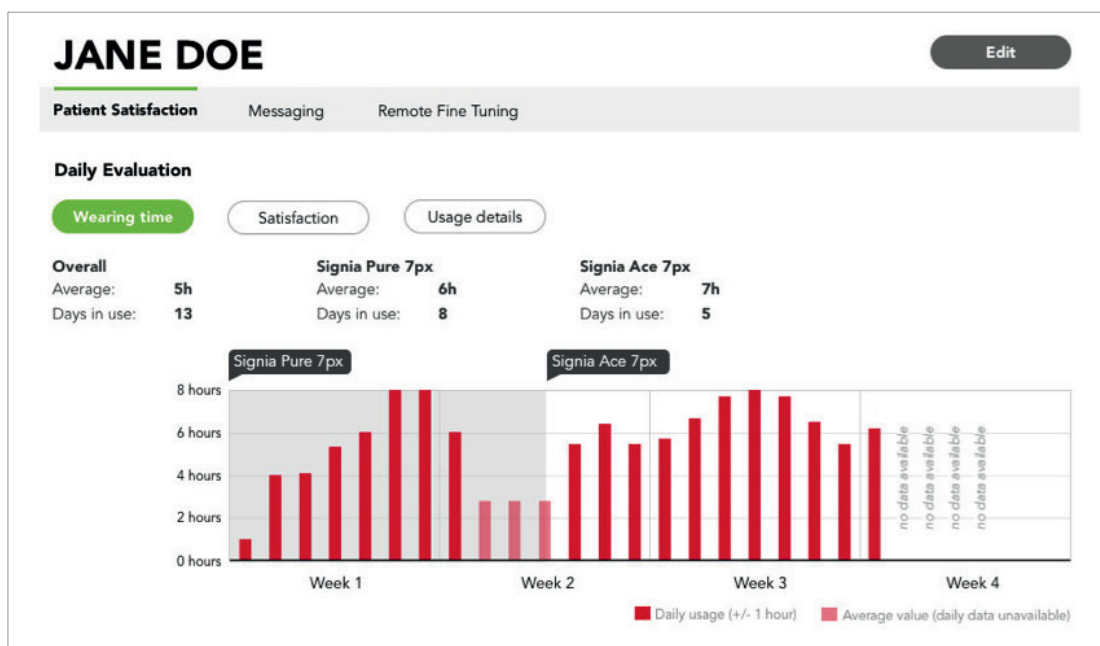 JANE DOE
Edit
Patient Satisfaction Messaging Remote Fine Tuning
Daily Evaluation
Wearing time Satisfaction Usage details
Overall Signia Pure 7px Signia Ace 7px
Average: 5h Average: 6h Average: 7h
Days in use: 13 Days in use: 8 Days in use: 5
Signia Pure 7px Signia Ace 7px
8 hours
6 hours
4 hours
2 hours
0 hours
no data available
no data available
no data available
no data available
Week 1 Week 2 Week 3 Week 4
Daily usage (+/- 1 hour) Average value (daily data unavailable)